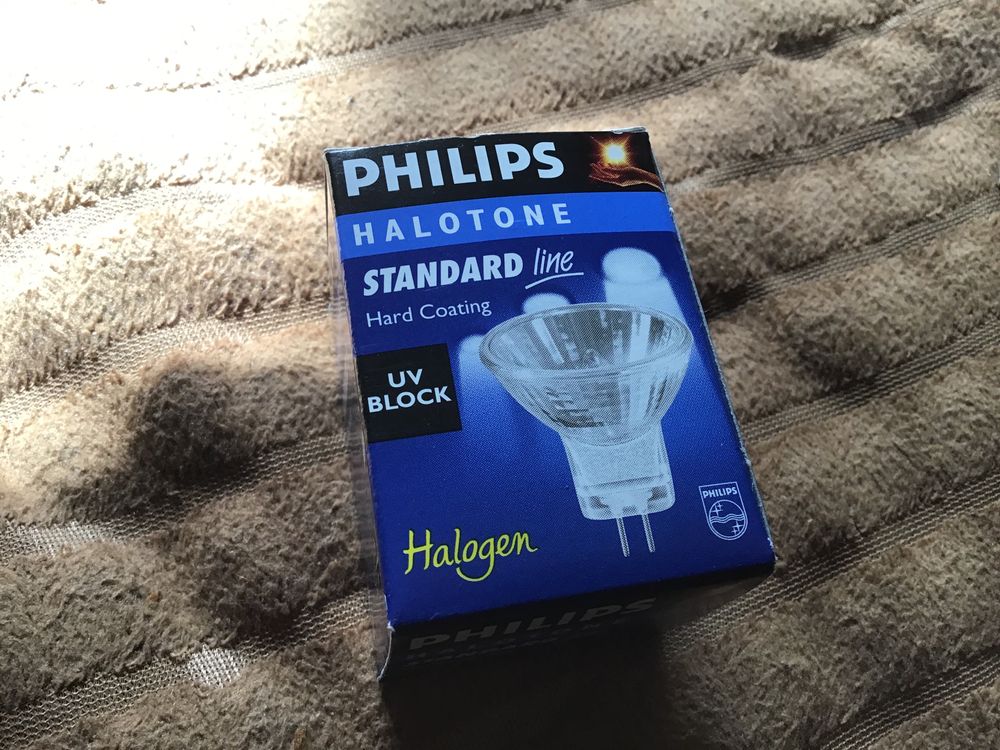 PHILIPS
HALOTONE
STANDARD line
Hard Coating
UV
BLOCK
PHILIPS
Halogen
PHILIPS